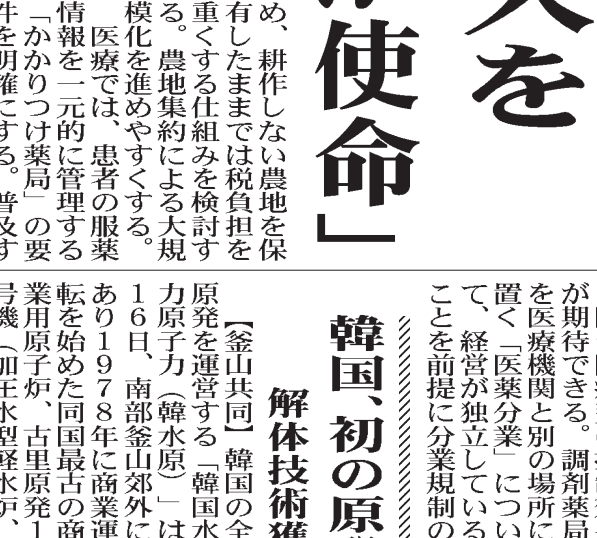 人を
使命」
め、耕作しない農地を保
有したままでは税負担を
重くする仕組みを検討す
る。農地集約による大規
模化を進めやすくする。
医療では、患者の服薬
情報を一元的に管理する
「かかりつけ薬局」の要
件を明確にする。普及す
が期待できる。調剤薬局
を医療機関と別の場所に
置く「医薬分業」につい
て、経営が独立している
ことを前提に分業規制の
韓国、初の原
解体技術獲
【釜山共同】韓国の全
原発を運営する「韓国水
力原子力（韓水原）」は
16日、南部釜山郊外に
あり1978年に商業運
転を始めた同国最古の商
業用原子炉、古里原発1
号機（加圧水型軽水炉、